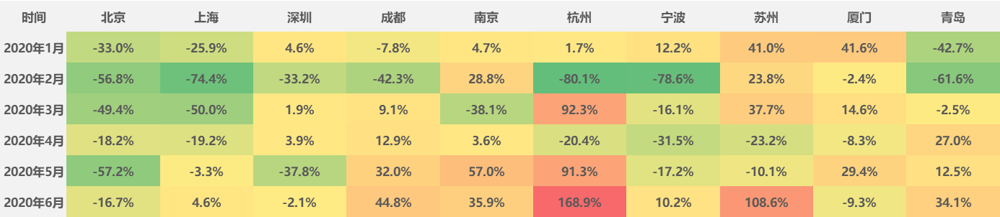 时间 北京 上海 深圳 成都 南京 杭州 宁波 苏州 厦门 青岛
2020年1月 -33.0% -25.9% 4.6% -7.8% 4.7% 1.7% 12.2% 41.0% 41.6% -42.7%
2020年2月 -56.8% -74.4% -33.2% -42.3% 28.8% -80.1% -78.6% 23.8% -2.4% -61.6%
2020年3月 -49.4% -50.0% 1.9% 9.1% -38.1% 92.3% -16.1% 37.7% 14.6% -2.5%
2020年4月 -18.2% -19.2% 3.9% 12.9% 3.6% -20.4% -31.5% -23.2% -8.3% 27.0%
2020年5月 -57.2% -3.3% -37.8% 32.0% 57.0% 91.3% -17.2% -10.1% 29.4% 12.5%
2020年6月 -16.7% 4.6% -2.1% 44.8% 35.9% 168.9% 10.2% 108.6% -9.3% 34.1%